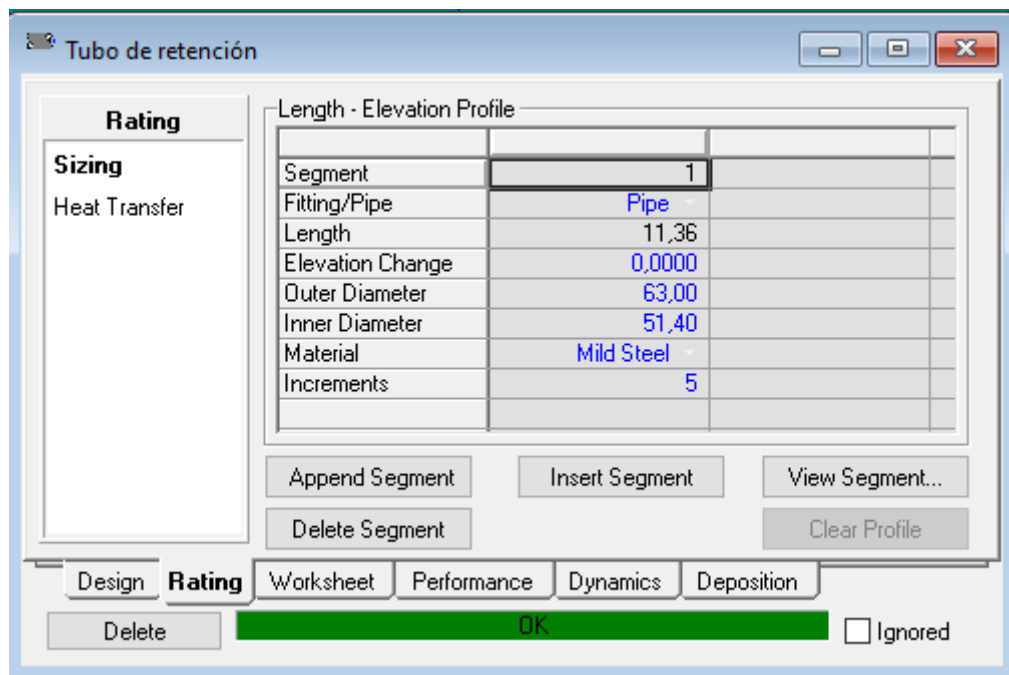 Tubo de retención
Rating
Sizing
Heat Transfer
Length - Elevation Profile
Segment 1
Fitting/Pipe Pipe
Length 11,36
Elevation Change 0,0000
Outer Diameter 63,00
Inner Diameter 51,40
Material Mild Steel
Increments 5
Append Segment Insert Segment View Segment...
Delete Segment Clear Profile
Design Rating Worksheet Performance Dynamics Deposition
Delete OK Ignored